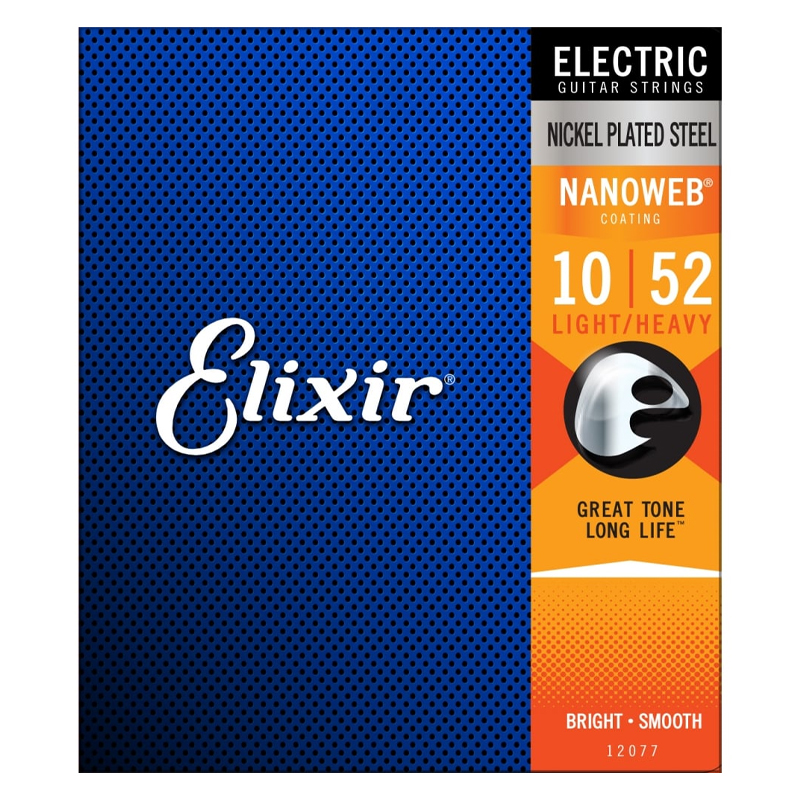 ELECTRIC
GUITAR STRINGS
NICKEL PLATED STEEL
NANOWEB®
COATING
10 | 52
LIGHT/HEAVY
Elixir®
e
GREAT TONE
LONG LIFE™
BRIGHT • SMOOTH
12077